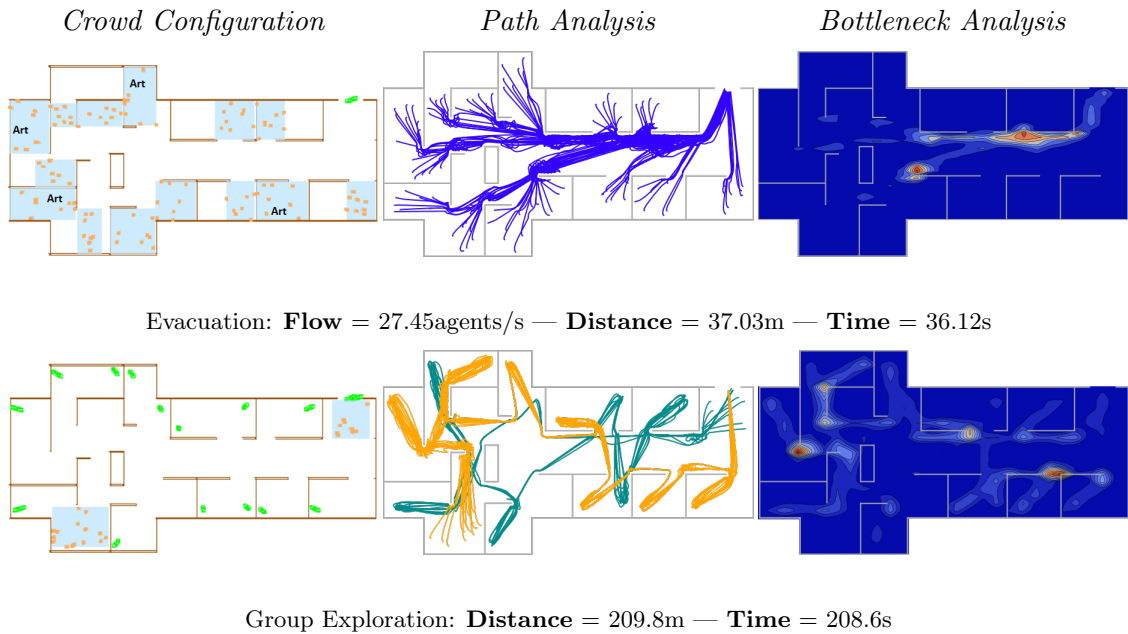 Crowd Configuration Path Analysis Bottleneck Analysis
Art
Art
Art
Art
Evacuation: Flow = 27.45agents/s — Distance = 37.03m — Time = 36.12s
Group Exploration: Distance = 209.8m — Time = 208.6s